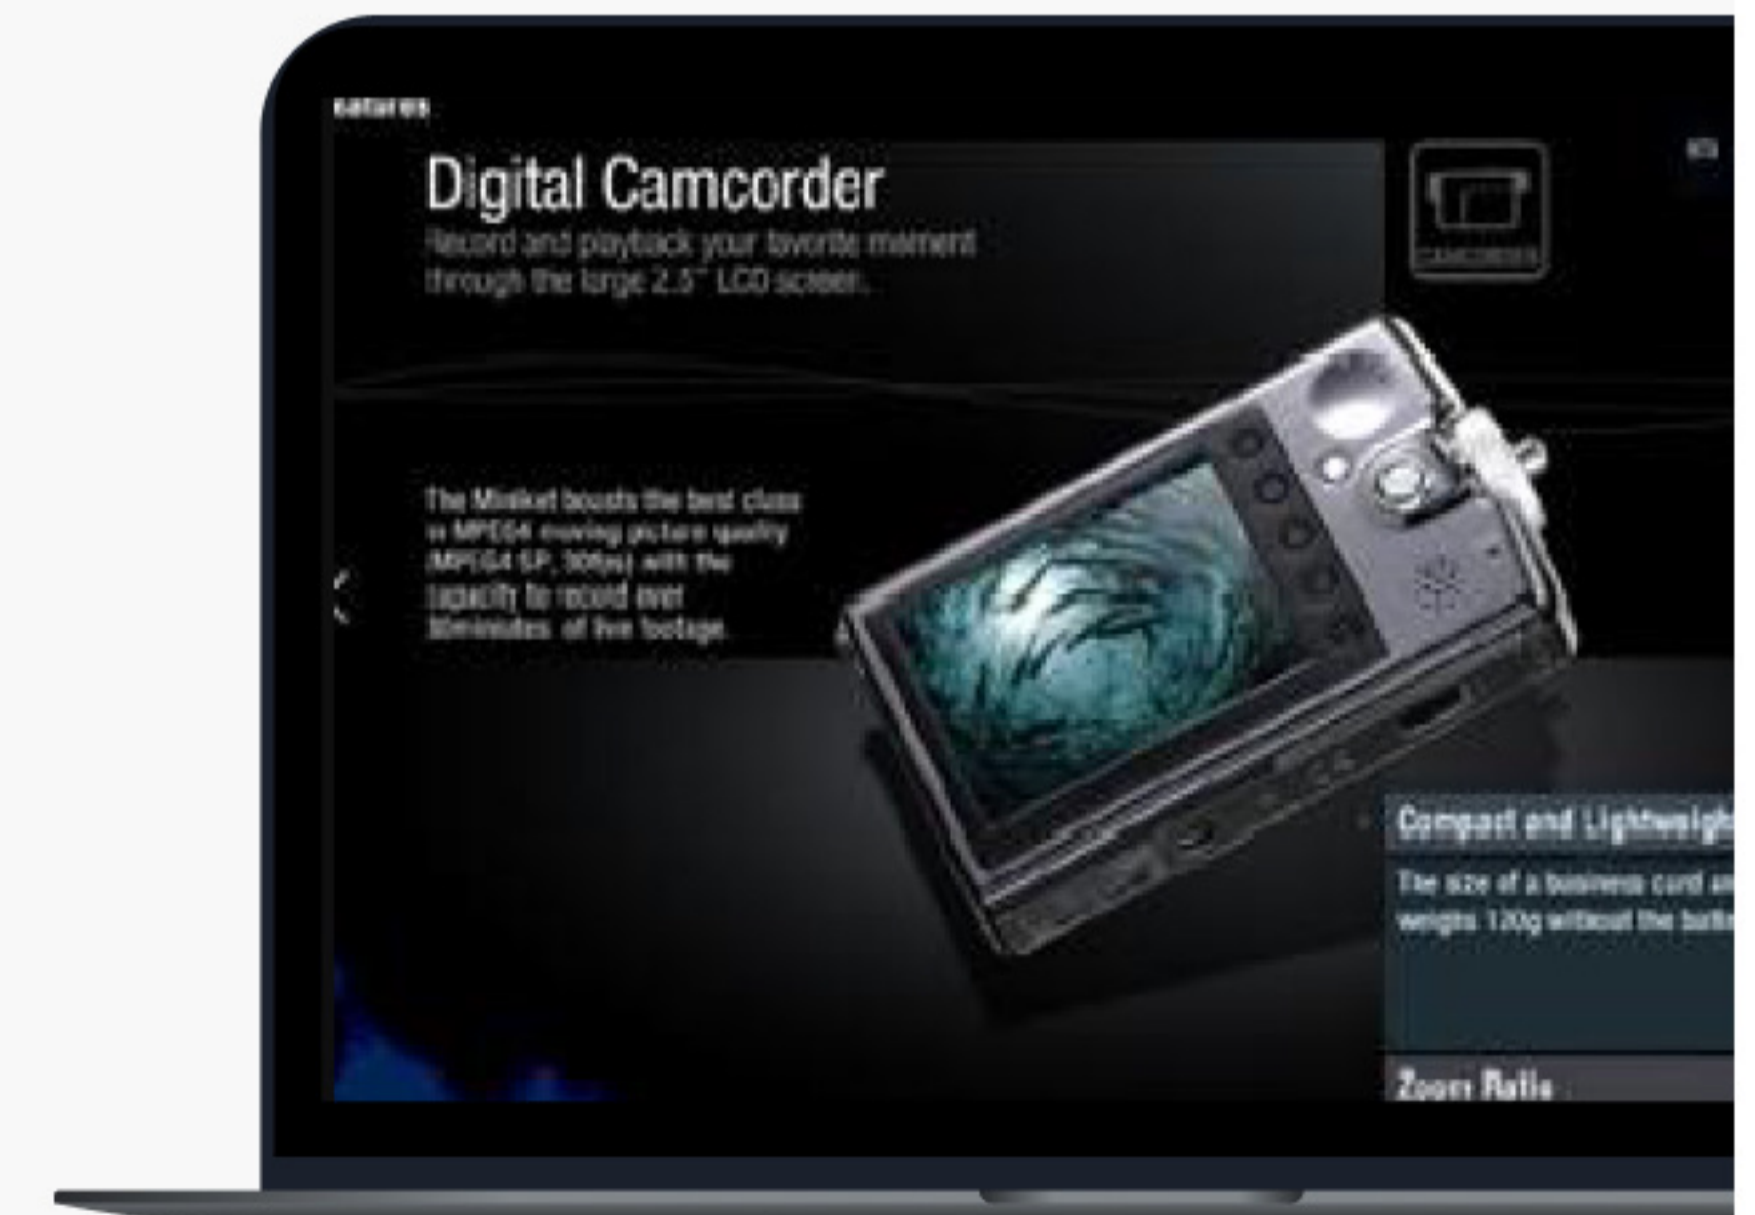 eatures
Digital Camcorder
Record and playback your favorite moment
through the large 2.5" LCD screen.
CAMCORDER
The Miniket boasts the best class
in MPEG4 moving picture quality
(MPEG4 SP, 30fps) with the
capacity to record over
of live footage.
Compact and Lightweigh
The size of a business card an
weighs 120g without the batte
Zoom Ratio